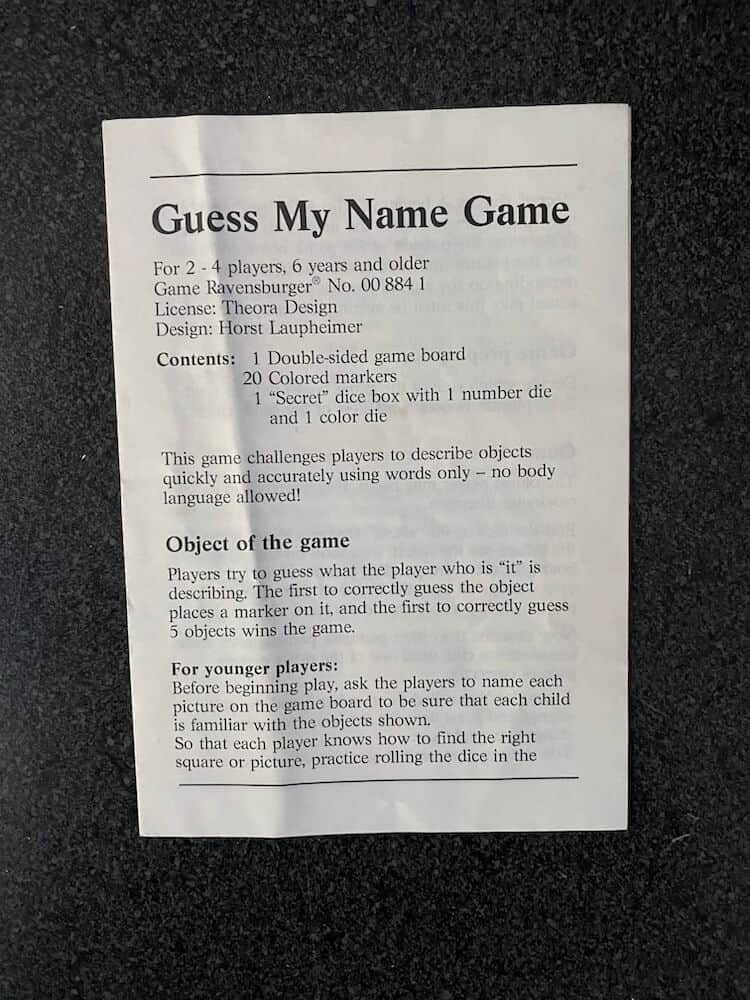 Guess My Name Game
For 2 - 4 players, 6 years and older
Game Ravensburger® No. 00 884 1
License: Theora Design
Design: Horst Laupheimer
Contents: 1 Double-sided game board
20 Colored markers
1 “Secret” dice box with 1 number die
and 1 color die
This game challenges players to describe objects
quickly and accurately using words only – no body
language allowed!
Object of the game
Players try to guess what the player who is “it” is
describing. The first to correctly guess the object
places a marker on it, and the first to correctly guess
5 objects wins the game.
For younger players:
Before beginning play, ask the players to name each
picture on the game board to be sure that each child
is familiar with the objects shown.
So that each player knows how to find the right
square or picture, practice rolling the dice in the